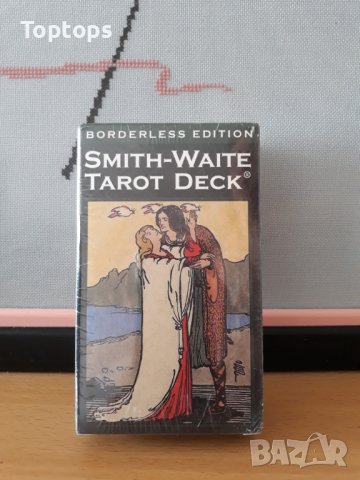 Toptops
BORDERLESS EDITION
SMITH-WAITE
TAROT DECK®
BAZAR